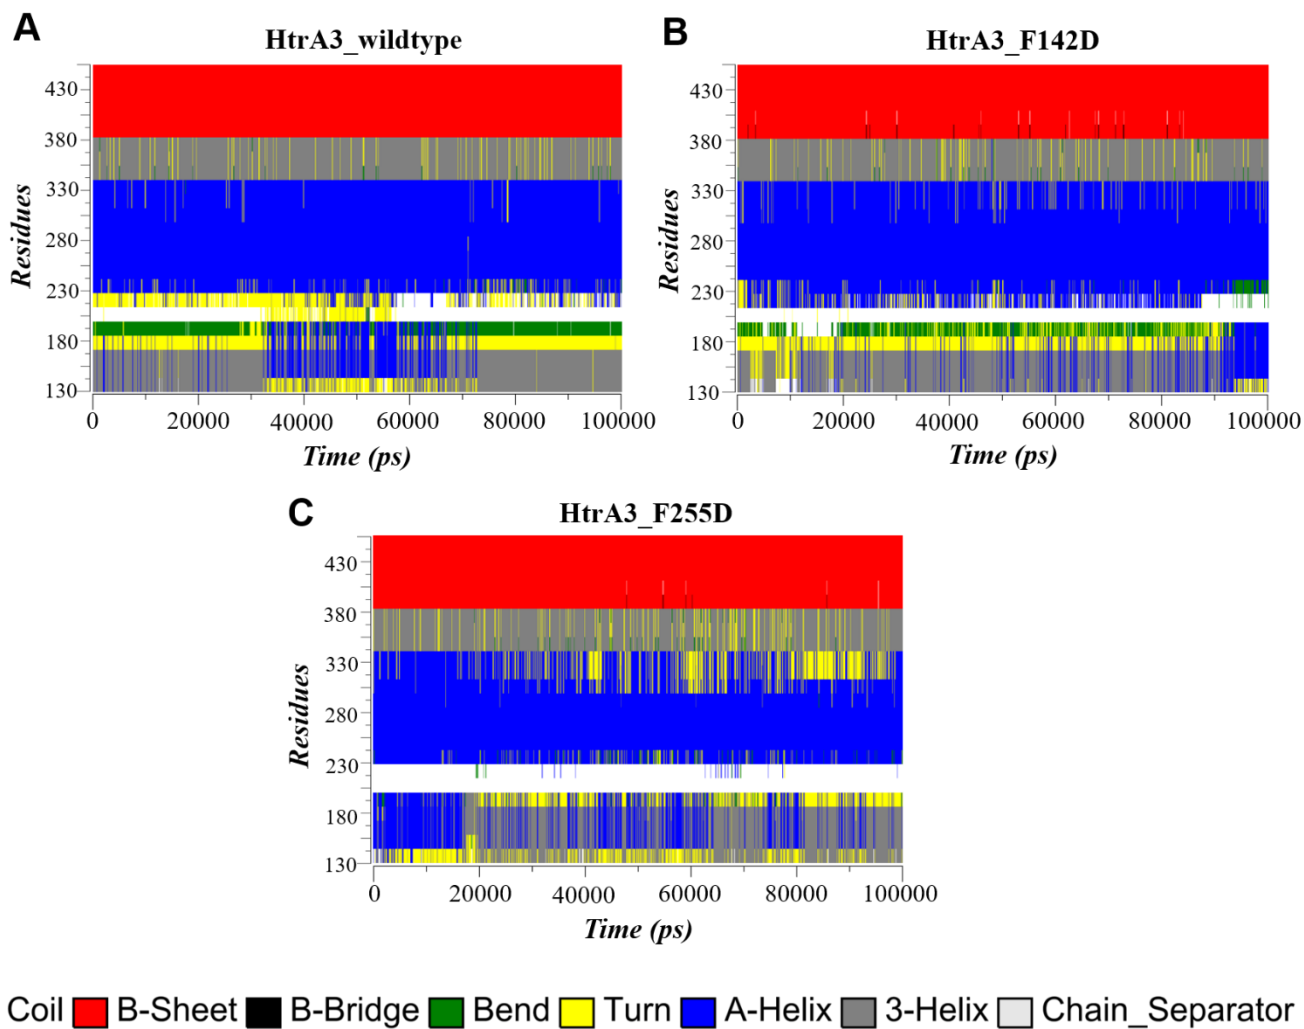 A
HtrA3_wildtype
Residues
430
380
330
280
230
180
130
0 20000 40000 60000 80000 100000
Time (ps)
B
HtrA3_F142D
Residues
430
380
330
280
230
180
130
0 20000 40000 60000 80000 100000
Time (ps)
C
HtrA3_F255D
Residues
430
380
330
280
230
180
130
0 20000 40000 60000 80000 100000
Time (ps)
Coil B-Sheet B-Bridge Bend Turn A-Helix 3-Helix Chain_Separator